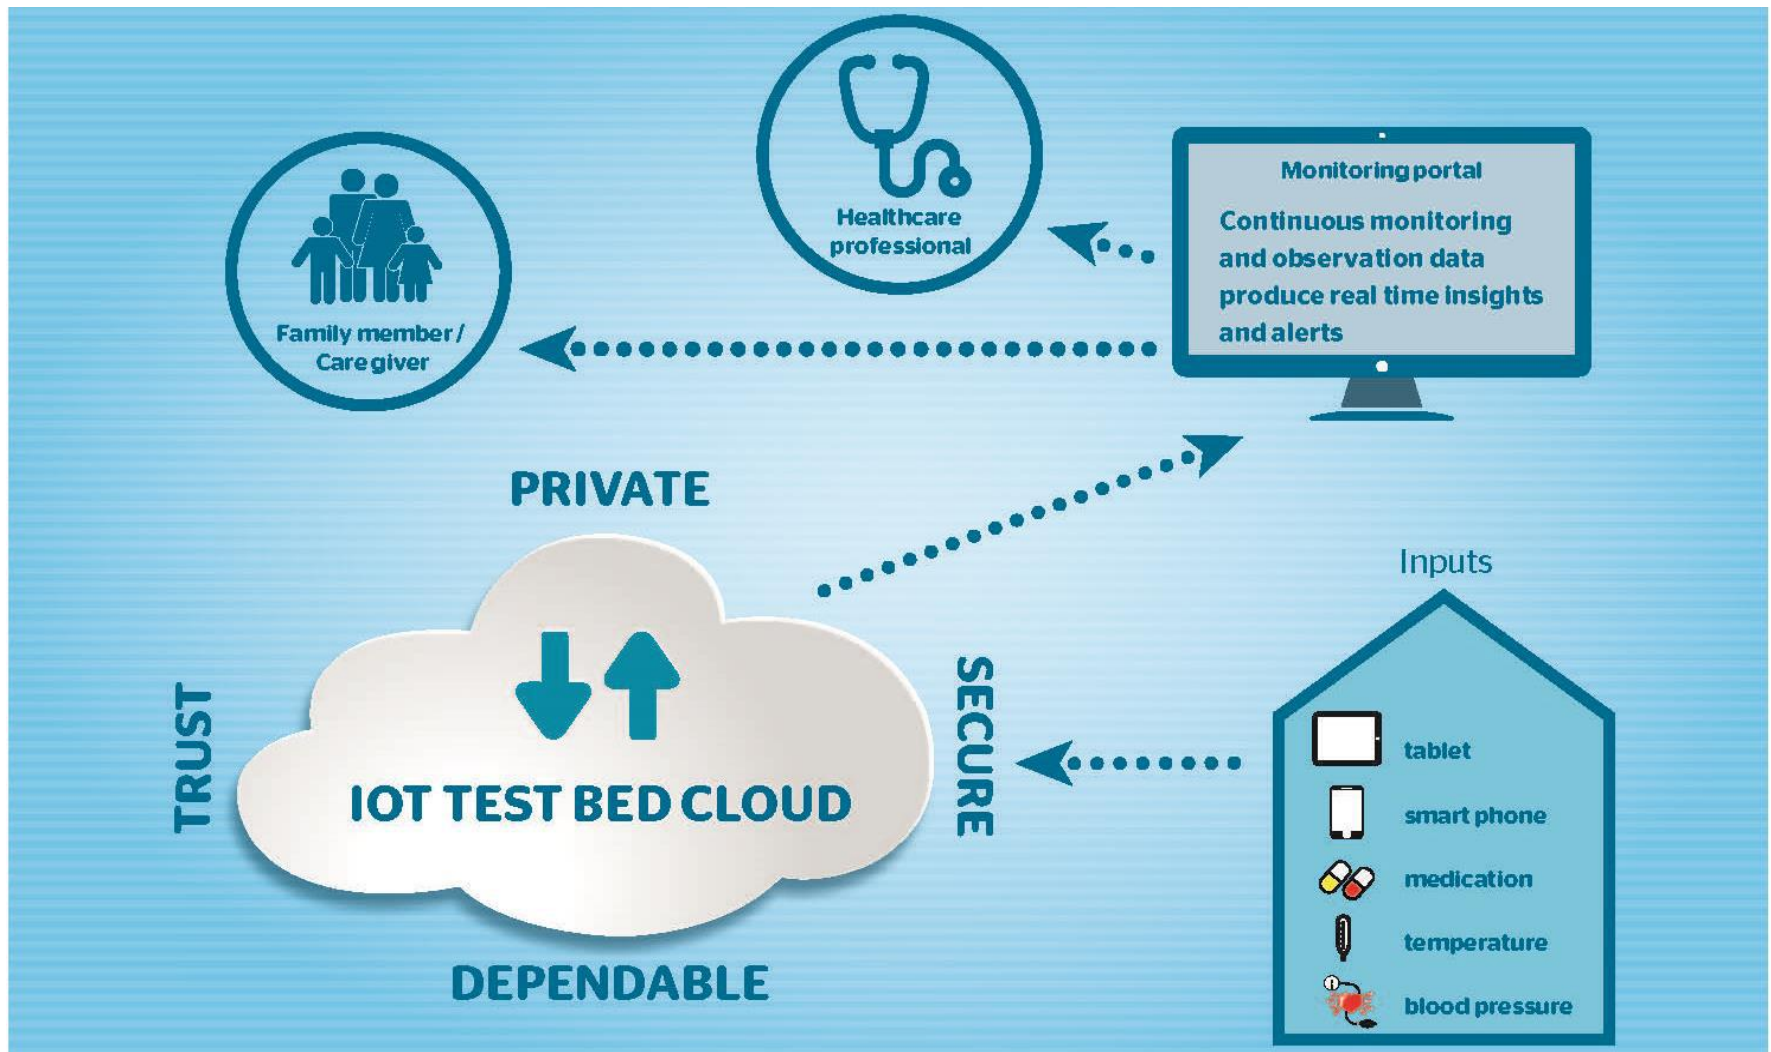 Healthcare
professional
Monitoring portal
Continuous monitoring
and observation data
produce real time insights
and alerts
Family member /
Care giver
PRIVATE
TRUST
IOT TEST BED CLOUD
SECURE
DEPENDABLE
Inputs
tablet
smart phone
medication
temperature
blood pressure